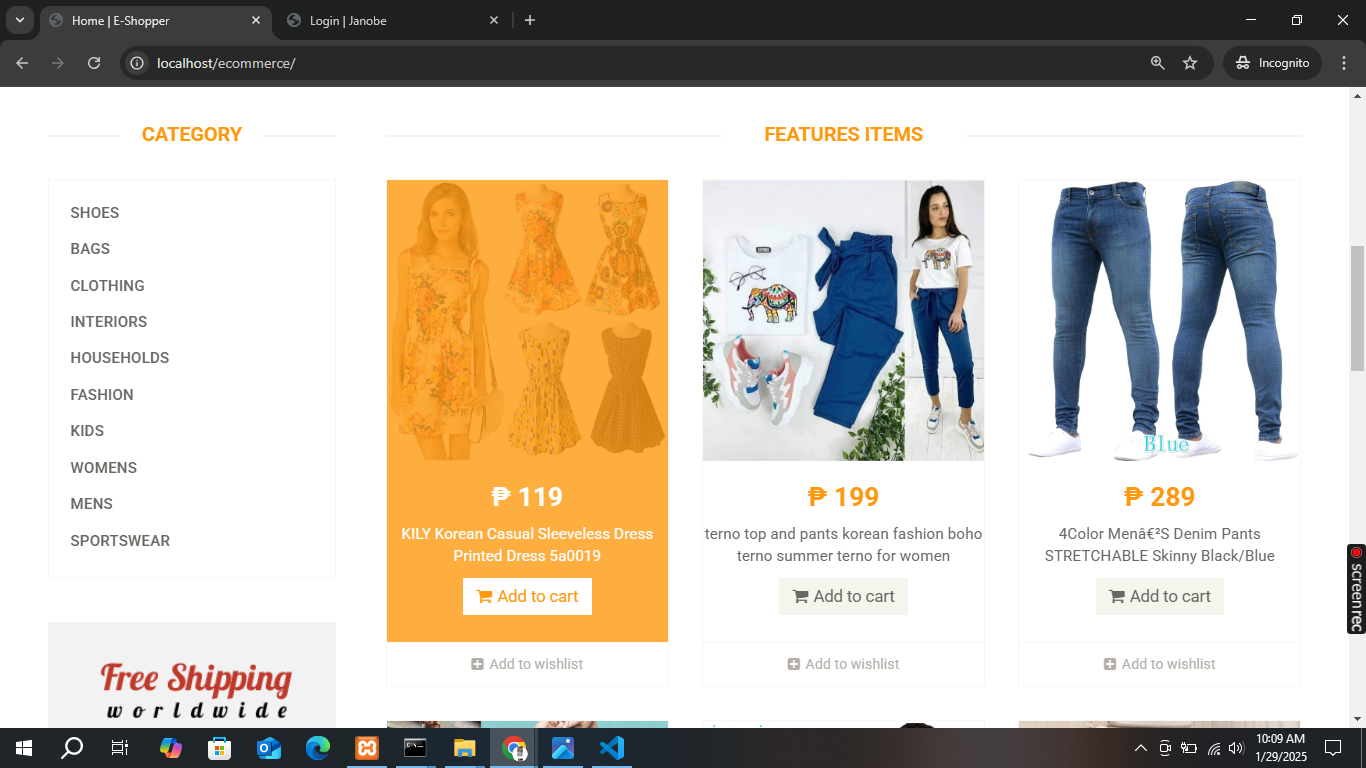 Home | E-Shopper
Login | Janobe
localhost/ecommerce/
Incognito
CATEGORY
FEATURES ITEMS
SHOES
BAGS
CLOTHING
INTERIORS
HOUSEHOLDS
FASHION
KIDS
WOMENS
MENS
SPORTSWEAR
Free Shipping
worldwide
₱ 119
KILY Korean Casual Sleeveless Dress
Printed Dress 5a0019
Add to cart
Add to wishlist
₱ 199
terno top and pants korean fashion boho
terno summer terno for women
Add to cart
Add to wishlist
Blue
₱ 289
4Color Menâ€²S Denim Pants
STRETCHABLE Skinny Black/Blue
Add to cart
Add to wishlist
screenrec
10:09 AM
1/29/2025